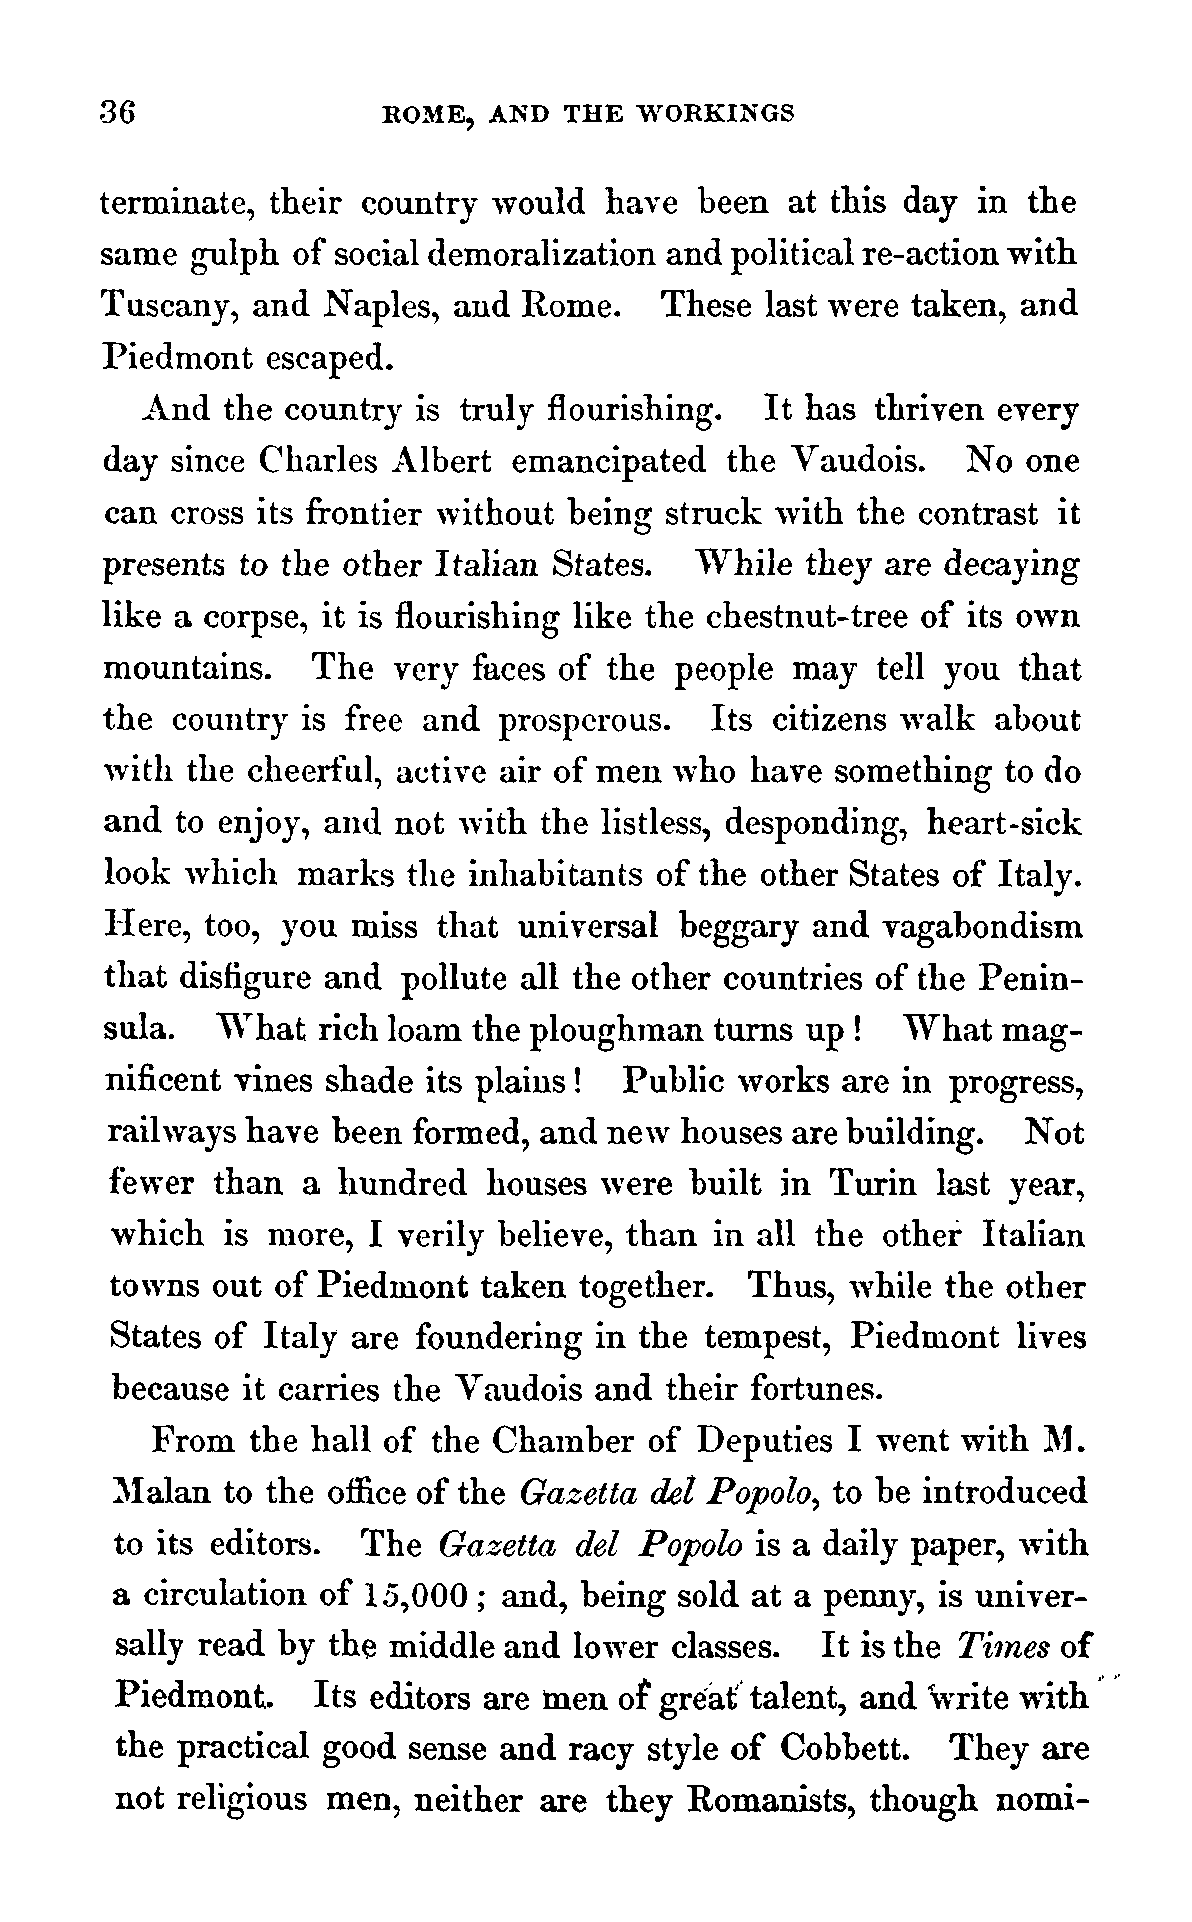 36 ROME, AND THE WORKINGS
terminate, their country would have been at this day in the
same gulph of social demoralization and political re-action with
Tuscany, and Naples, and Rome. These last were taken, and
Piedmont escaped.
And the country is truly flourishing. It has thriven every
day since Charles Albert emancipated the Vaudois. No one
can cross its frontier without being struck with the contrast it
presents to the other Italian States. While they are decaying
like a corpse, it is flourishing like the chestnut-tree of its own
mountains. The very faces of the people may tell you that
the country is free and prosperous. Its citizens walk about
with the cheerful, active air of men who have something to do
and to enjoy, and not with the listless, desponding, heart-sick
look which marks the inhabitants of the other States of Italy.
Here, too, you miss that universal beggary and vagabondism
that disfigure and pollute all the other countries of the Penin-
sula. What rich loam the ploughman turns up! What mag-
nificent vines shade its plains! Public works are in progress,
railways have been formed, and new houses are building. Not
fewer than a hundred houses were built in Turin last year,
which is more, I verily believe, than in all the other Italian
towns out of Piedmont taken together. Thus, while the other
States of Italy are foundering in the tempest, Piedmont lives
because it carries the Vaudois and their fortunes.
From the hall of the Chamber of Deputies I went with M.
Malan to the office of the Gazetta del Popolo, to be introduced
to its editors. The Gazetta del Popolo is a daily paper, with
a circulation of 15,000; and, being sold at a penny, is univer-
sally read by the middle and lower classes. It is the Times of
Piedmont. Its editors are men of great talent, and write with
the practical good sense and racy style of Cobbett. They are
not religious men, neither are they Romanists, though nomi-